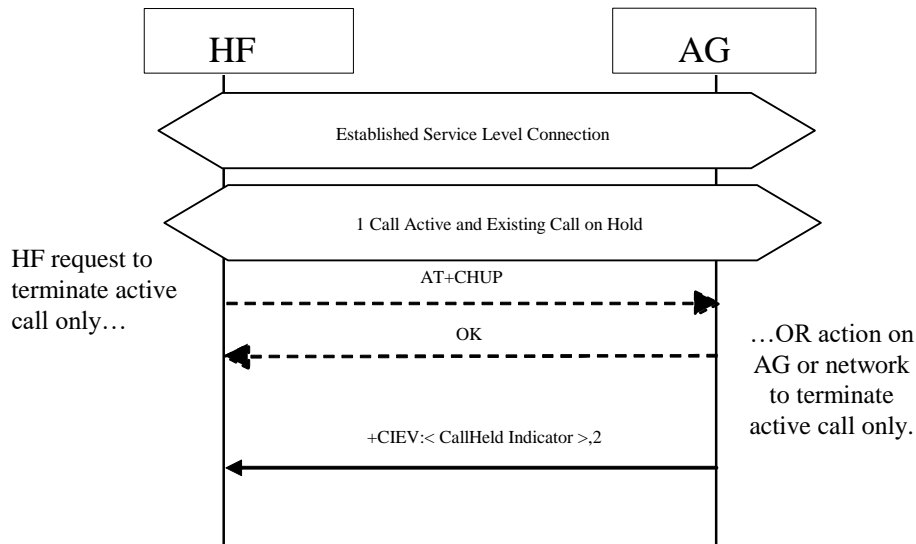 HF
AG
Established Service Level Connection
1 Call Active and Existing Call on Hold
HF request to
terminate active
call only…
AT+CHUP
OK
…OR action on
AG or network
to terminate
active call only.
+CIEV:< CallHeld Indicator >,2